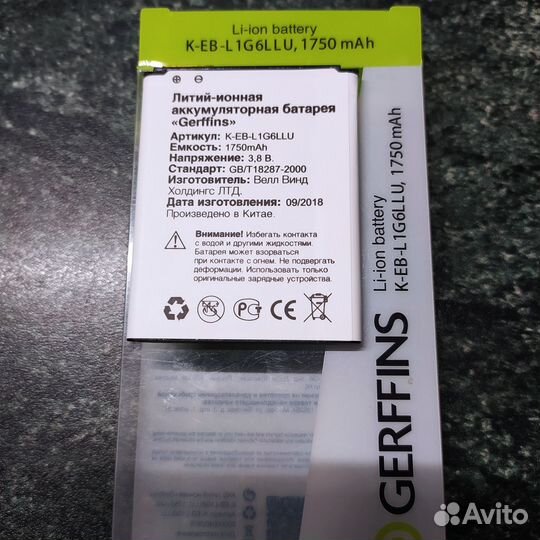 Li-ion battery
K-EB-L1G6LLU, 1750 mAh
Литий-ионная
аккумуляторная батарея
«Gerffins»
Артикул: K-EB-L1G6LLU
Емкость: 1750mAh
Напряжение: 3,8 В.
Стандарт: GB/T18287-2000
Изготовитель: Велл Винд
Холдингс ЛТД.
Дата изготовления: 09/2018
Произведено в Китае.
Внимание! Избегать контакта
с водой и другими жидкостями.
Батарея может взорваться
при контакте с огнем. Не подвергать
деформации. Использовать только
оригинальные зарядные устройства.
Li-ion battery
K-EB-L1G6LLU, 1750 mAh
GERFFINS
Avito